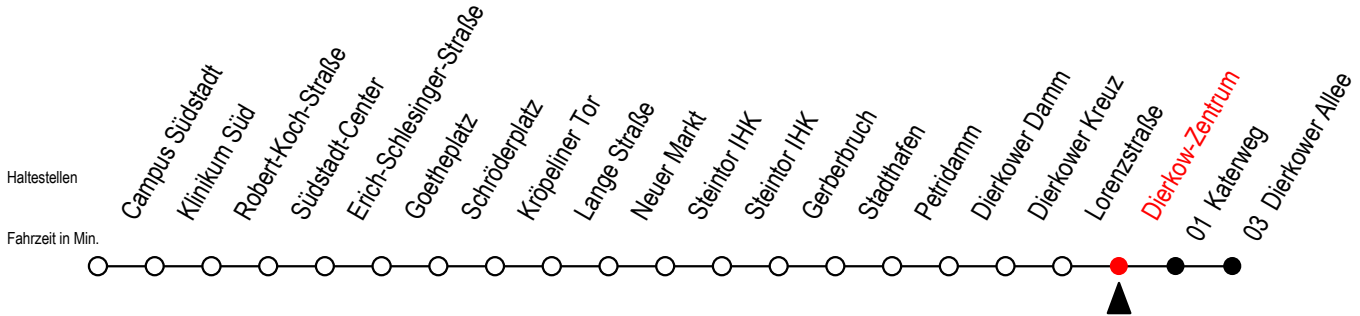 Haltestellen
Fahrzeit in Min.
Campus Südstadt
Klinikum Süd
Robert-Koch-Straße
Südstadt-Center
Erich-Schlesinger-Straße
Goetheplatz
Schröderplatz
Kröpeliner Tor
Lange Straße
Neuer Markt
Steintor IHK
Steintor IHK
Gerberbruch
Stadthafen
Petridamm
Dierkower Damm
Dierkower Kreuz
Lorenzstraße
Dierkow-Zentrum
01 Katerweg
03 Dierkower Allee